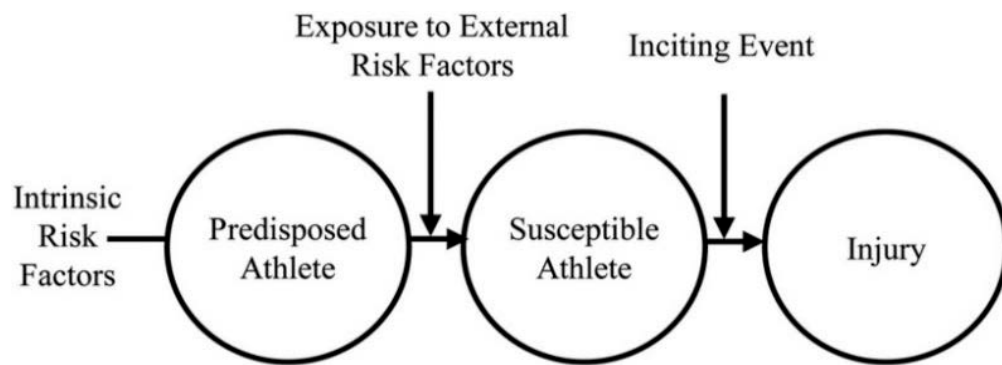 Exposure to External
Risk Factors
Inciting Event
Intrinsic
Risk
Factors
Predisposed
Athlete
Susceptible
Athlete
Injury